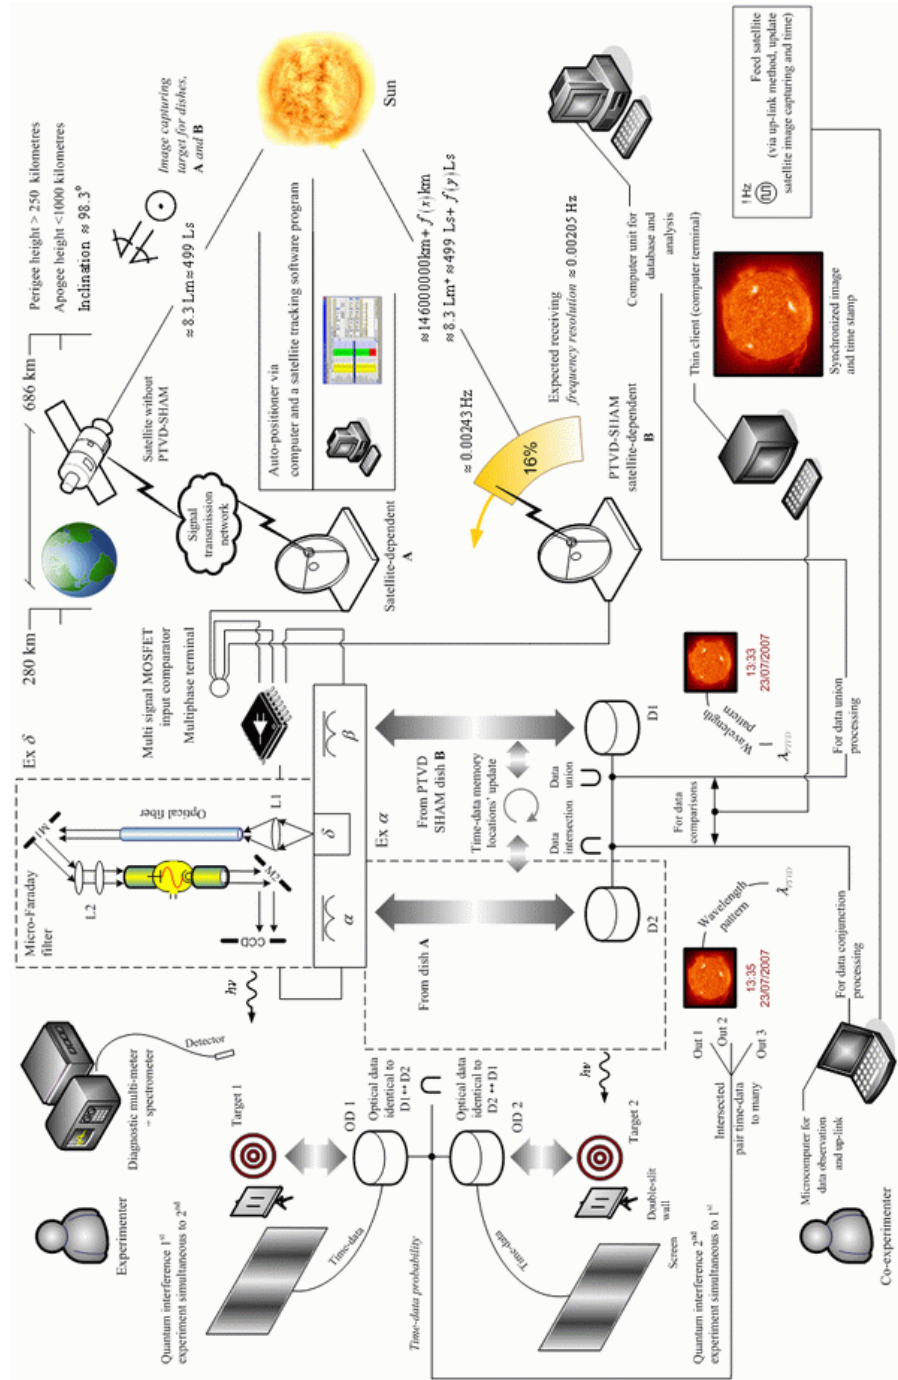 Experimenter
Diagnostic multi-meter
– spectrometer
Detector
hν
Micro-Faraday
filter
L2
M1
M2
CCD
Optical fiber
L1
Ex δ
280 km
686 km
Perigee height > 250 kilometres
Apogee height <1000 kilometres
Inclination ≈ 98.3°
Image capturing
target for dishes,
A and B
Satellite without
PTVD-SHAM
≈8.3 Lm≈499 Ls
Signal
transmission
network
Multi signal MOSFET
input comparator
Multiphase terminal
Auto-positioner via
computer and a satellite tracking software program
Sun
Satellite-dependent
A
α
δ
β
Ex α
Quantum interference 1st
experiment simultaneous to 2nd
Target 1
OD 1
Optical data
identical to
D1↔D2
Time-data
Time-data probability
∩
From dish A
From PTVD
SHAM dish B
Time-data memory
locations' update
Data
intersection ∩
Data
union ∪
≈146000000km+ f(x)km
≈8.3 Lm⁺ ≈499 Ls+ f(y)Ls
≈ 0.00243 Hz
16%
Expected receiving
frequency resolution ≈ 0.00205 Hz
PTVD-SHAM
satellite-dependent
B
Computer unit for
database and
analysis
Optical data
identical to
D2 ↔ D1
OD 2
Time-data
Target 2
Double-slit
wall
Screen
hν
D2
D1
Quantum interference 2nd
experiment simultaneous to 1st
Intersected
pair time-data
to many
Out 1
Out 2
Out 3
Wavelength
pattern
13:35
23/07/2007
λPTVD
For data
comparisons
Wavelength
pattern
13:33
23/07/2007
λPTVD
Thin client (computer terminal)
Synchronized image
and time stamp
! Hz
Feed satellite
(via up-link method, update
satellite image capturing and time)
Co-experimenter
Microcomputer for
data observation
and up-link
For data conjunction
processing
For data union
processing